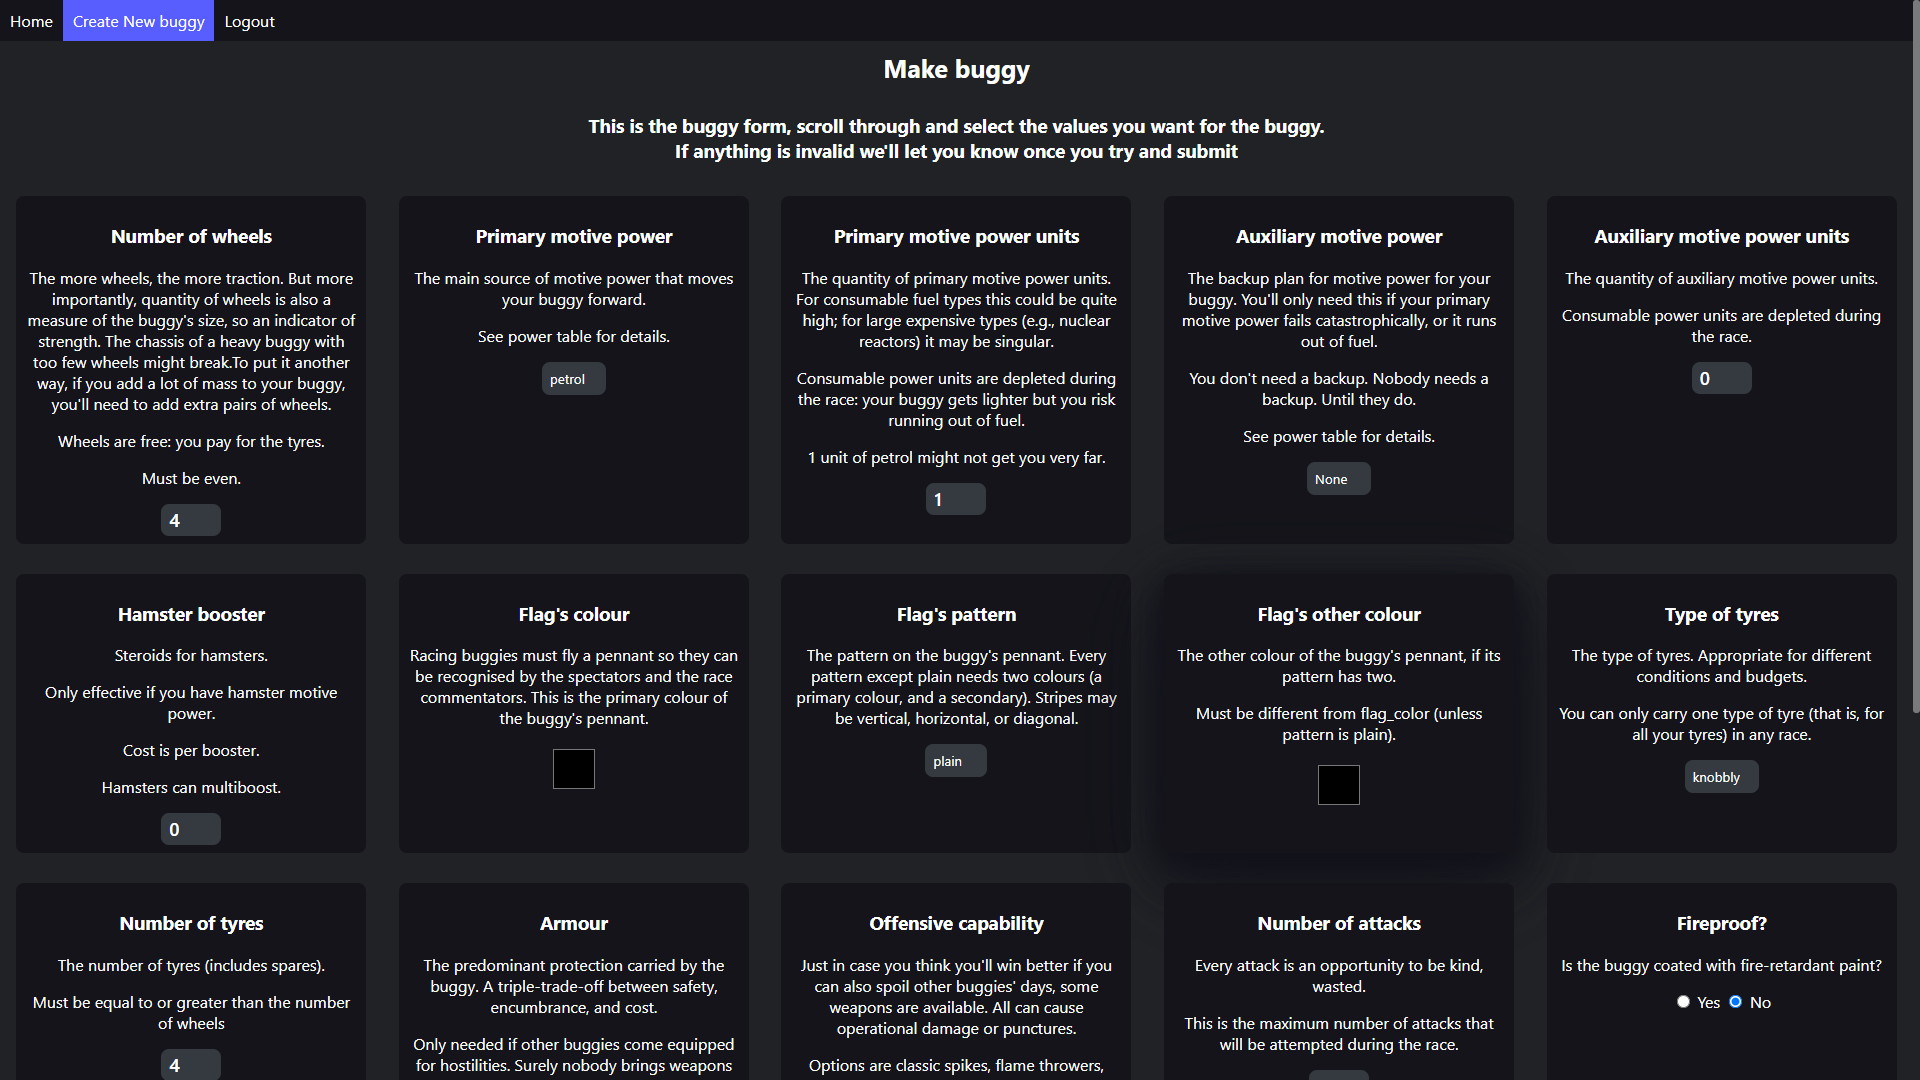 Home Create New buggy Logout
Make buggy
This is the buggy form, scroll through and select the values you want for the buggy.
If anything is invalid we'll let you know once you try and submit
Number of wheels
The more wheels, the more traction. But more
importantly, quantity of wheels is also a
measure of the buggy's size, so an indicator of
strength. The chassis of a heavy buggy with
too few wheels might break.To put it another
way, if you add a lot of mass to your buggy,
you'll need to add extra pairs of wheels.
Wheels are free: you pay for the tyres.
Must be even.
4
Primary motive power
The main source of motive power that moves
your buggy forward.
See power table for details.
petrol
Primary motive power units
The quantity of primary motive power units.
For consumable fuel types this could be quite
high; for large expensive types (e.g., nuclear
reactors) it may be singular.
Consumable power units are depleted during
the race: your buggy gets lighter but you risk
running out of fuel.
1 unit of petrol might not get you very far.
1
Auxiliary motive power
The backup plan for motive power for your
buggy. You'll only need this if your primary
motive power fails catastrophically, or it runs
out of fuel.
You don't need a backup. Nobody needs a
backup. Until they do.
See power table for details.
None
Auxiliary motive power units
The quantity of auxiliary motive power units.
Consumable power units are depleted during
the race.
0
Hamster booster
Steroids for hamsters.
Only effective if you have hamster motive
power.
Cost is per booster.
Hamsters can multiboost.
0
Flag's colour
Racing buggies must fly a pennant so they can
be recognised by the spectators and the race
commentators. This is the primary colour of
the buggy's pennant.
Flag's pattern
The pattern on the buggy's pennant. Every
pattern except plain needs two colours (a
primary colour, and a secondary). Stripes may
be vertical, horizontal, or diagonal.
plain
Flag's other colour
The other colour of the buggy's pennant, if its
pattern has two.
Must be different from flag_color (unless
pattern is plain).
Type of tyres
The type of tyres. Appropriate for different
conditions and budgets.
You can only carry one type of tyre (that is, for
all your tyres) in any race.
knobbly
Number of tyres
The number of tyres (includes spares).
Must be equal to or greater than the number
of wheels
4
Armour
The predominant protection carried by the
buggy. A triple-trade-off between safety,
encumbrance, and cost.
Only needed if other buggies come equipped
for hostilities. Surely nobody brings weapons
Offensive capability
Just in case you think you'll win better if you
can also spoil other buggies' days, some
weapons are available. All can cause
operational damage or punctures.
Options are classic spikes, flame throwers,
Number of attacks
Every attack is an opportunity to be kind,
wasted.
This is the maximum number of attacks that
will be attempted during the race.
Fireproof?
Is the buggy coated with fire-retardant paint?
Yes No